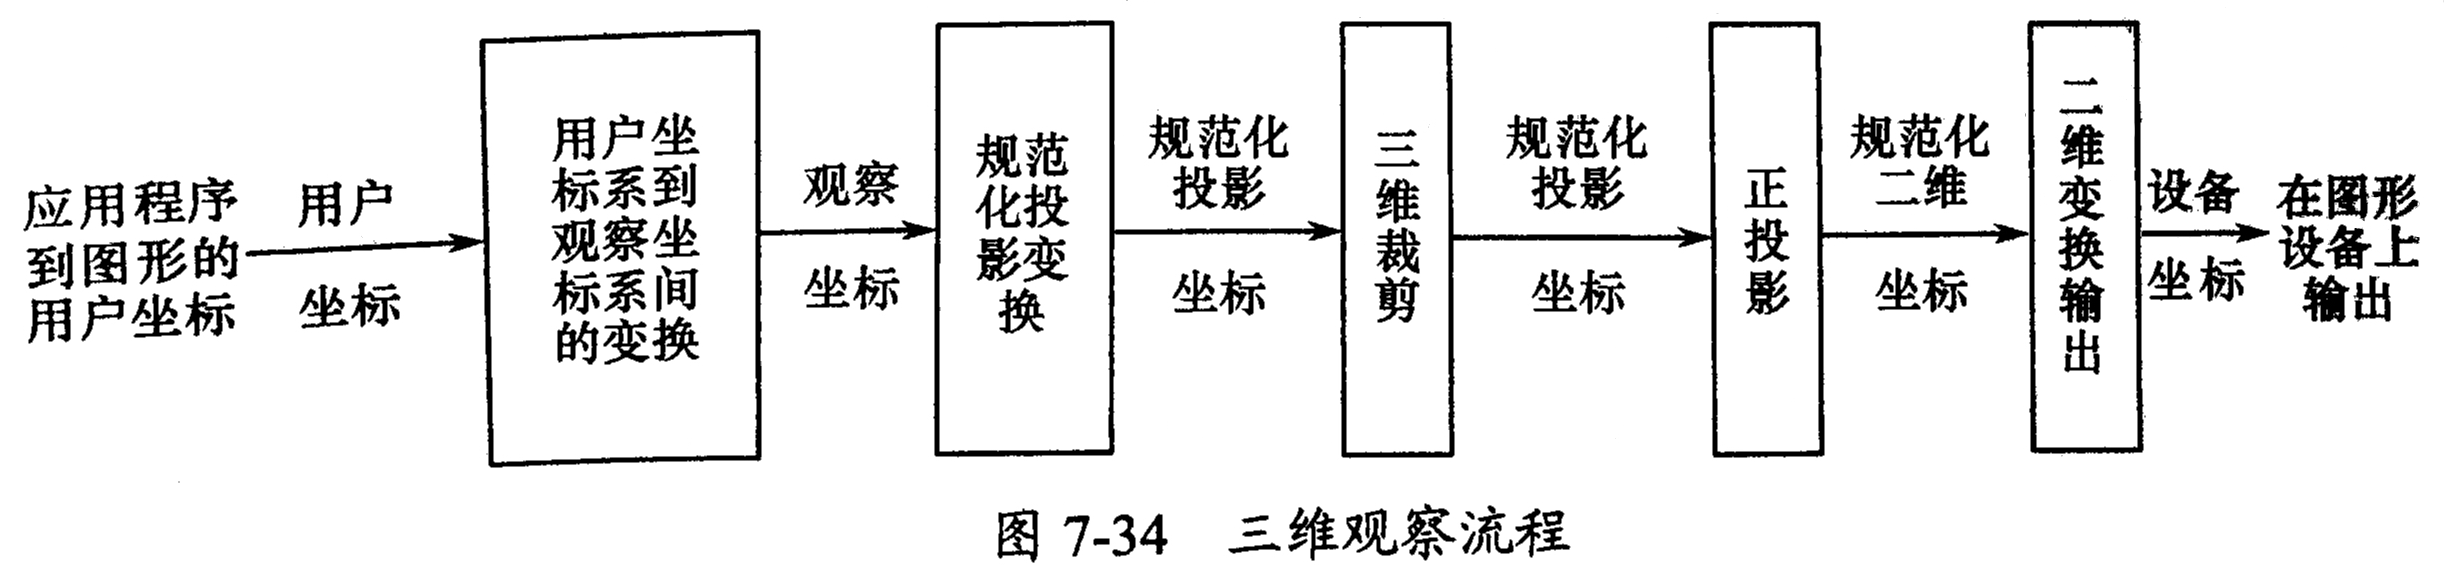 应用程序
到图形的
用户坐标
用户
坐标
用户坐
标系到
观察坐
标系间
的变换
观察
坐标
规范
化投
影变
换
规范化
投影
坐标
三维裁剪
规范化
投影
坐标
正投影
规范化
二维
坐标
二维变换输出
设备
坐标
在图形
设备上
输出
图 7-34 三维观察流程